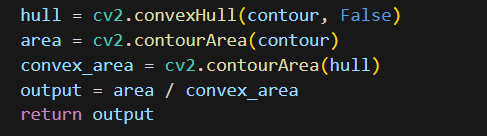 hull = cv2.convexHull(contour, False)
area = cv2.contourArea(contour)
convex_area = cv2.contourArea(hull)
output = area / convex_area
return output